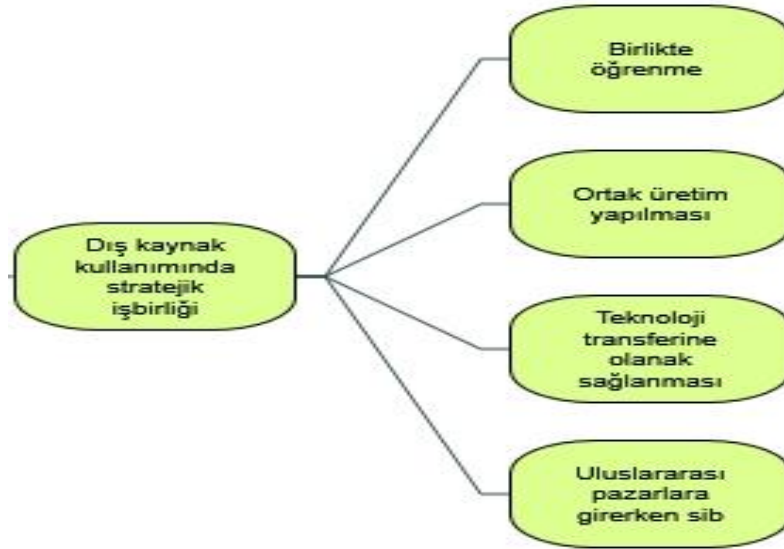 Birlikte
öğrenme
Ortak üretim
yapılması
Dış kaynak
kullanımında
stratejik
işbirliği
Teknoloji
transferine
olanak
sağlanması
Uluslararası
pazarlara
girerken sib